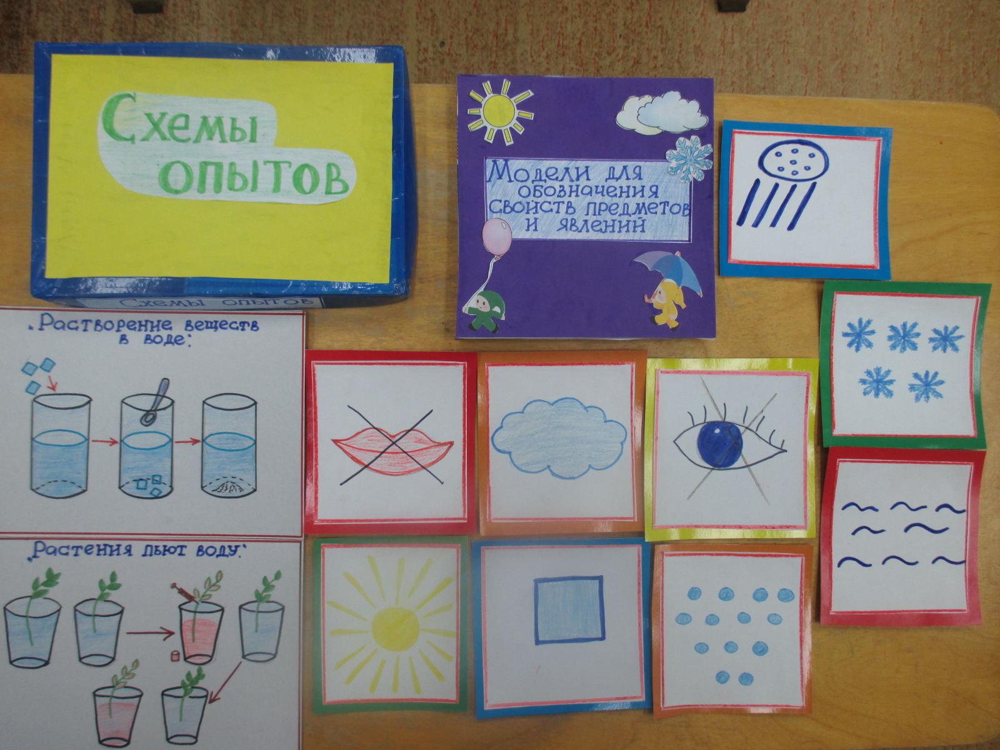 Схемы
опытов
Схемы опытов
Модели для
обозначения
свойств предметов
и явлений
„Растворение веществ
в воде“
„Растения пьют воду“